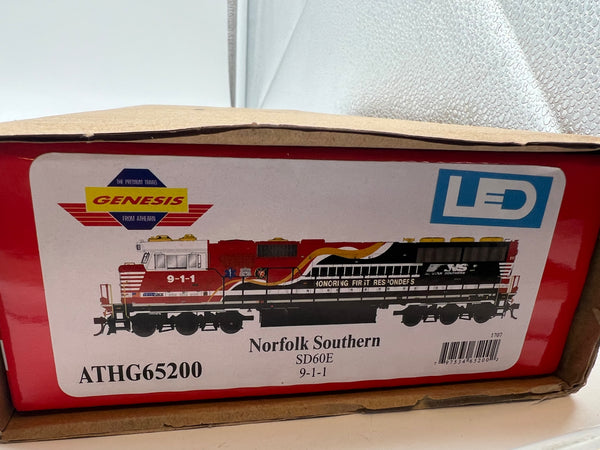 THE PREMIUM TRAINS
GENESIS
FROM ATHEARN
LED
9-1-1
HONORING FIRST RESPONDERS
NS
Norfolk Southern
SD60E
9-1-1
ATHG65200
1707